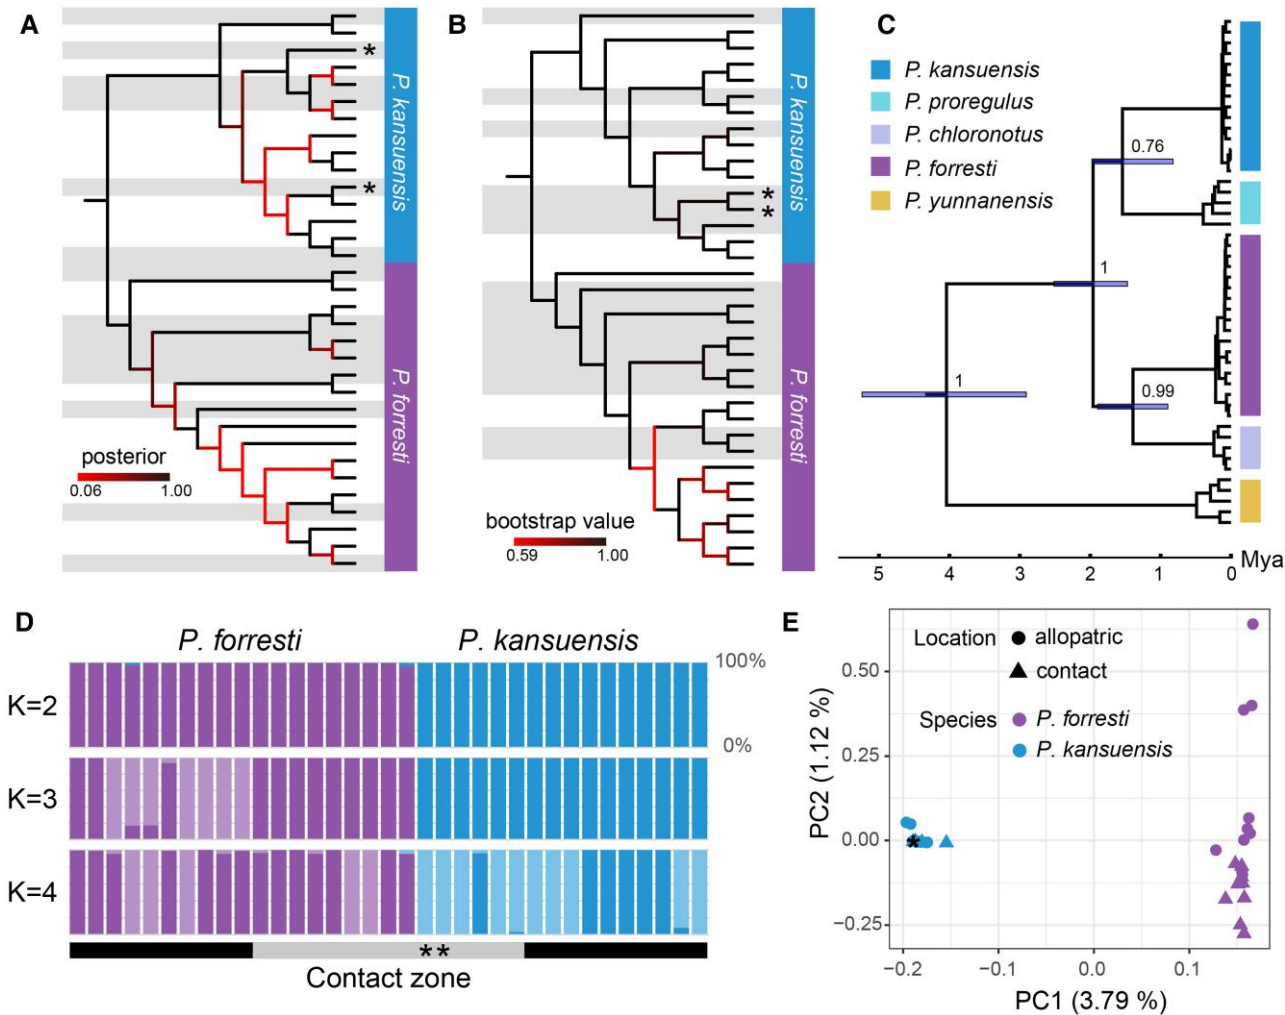 A
P. kansuensis
P. forresti
*
*
posterior
0.06 1.00
B
P. kansuensis
P. forresti
*
*
bootstrap value
0.59 1.00
C
P. kansuensis
P. proregulus
P. chloronotus
P. forresti
P. yunnanensis
0.76
1
0.99
1
5 4 3 2 1 0 Mya
D
P. forresti P. kansuensis
K=2
100%
0%
K=3
K=4
**
Contact zone
E
Location allopatric
contact
Species P. forresti
P. kansuensis
*
PC2 (1.12 %)
0.50
0.25
0.00
−0.25
−0.2 −0.1 0.0 0.1
PC1 (3.79 %)